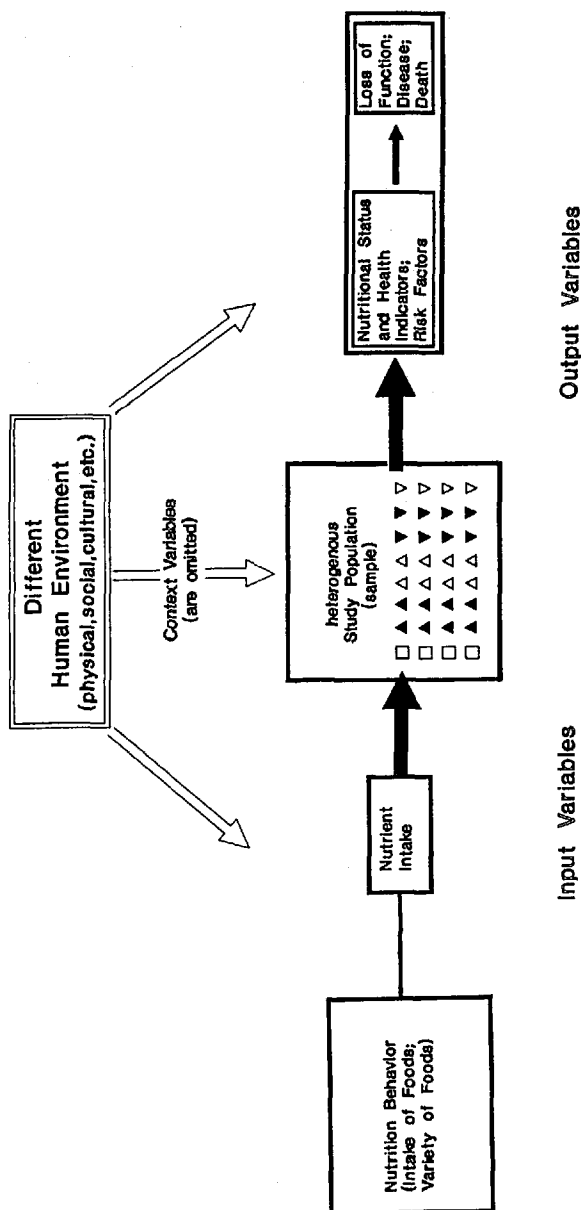 Different
Human Environment
(physical,social,cultural,etc.)
Context Variables
(are omitted)
Nutrition Behavior
(Intake of Foods;
Variety of Foods)
Nutrient
Intake
heterogenous
Study Population
(sample)
Nutritional Status
and Health
Indicators;
Risk Factors
Loss of
Function;
Disease;
Death
Input Variables
Output Variables